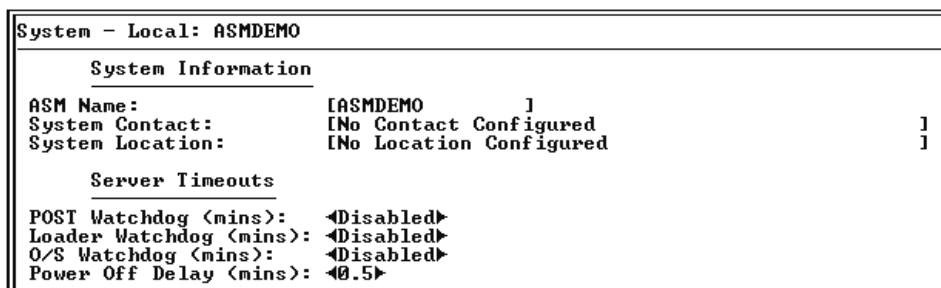 System - Local: ASMDEMO
System Information
ASM Name: [ASMDEMO ]
System Contact: [No Contact Configured ]
System Location: [No Location Configured ]
Server Timeouts
POST Watchdog (mins): ◄Disabled►
Loader Watchdog (mins): ◄Disabled►
O/S Watchdog (mins): ◄Disabled►
Power Off Delay (mins): ◄0.5►